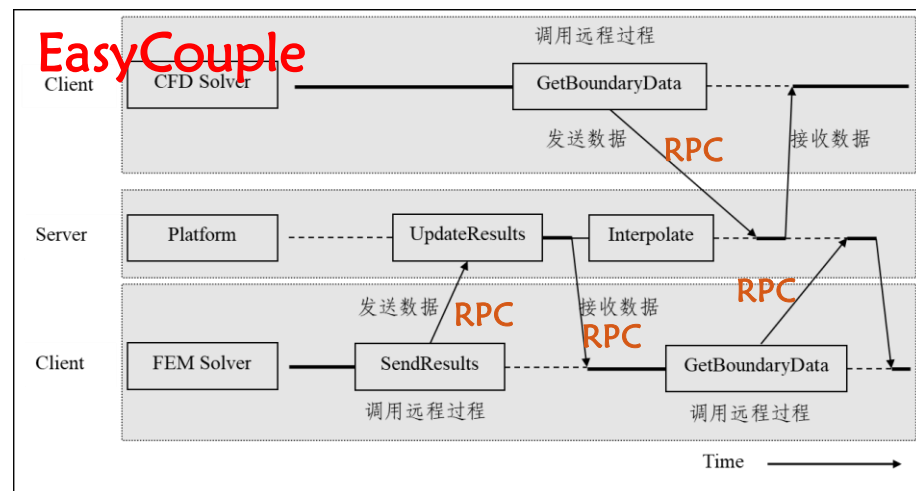 EasyCouple
调用远程过程
Client
CFD Solver
GetBoundaryData
发送数据
RPC
接收数据
Server
Platform
UpdateResults
Interpolate
发送数据
RPC
接收数据
RPC
RPC
Client
FEM Solver
SendResults
GetBoundaryData
调用远程过程
调用远程过程
Time